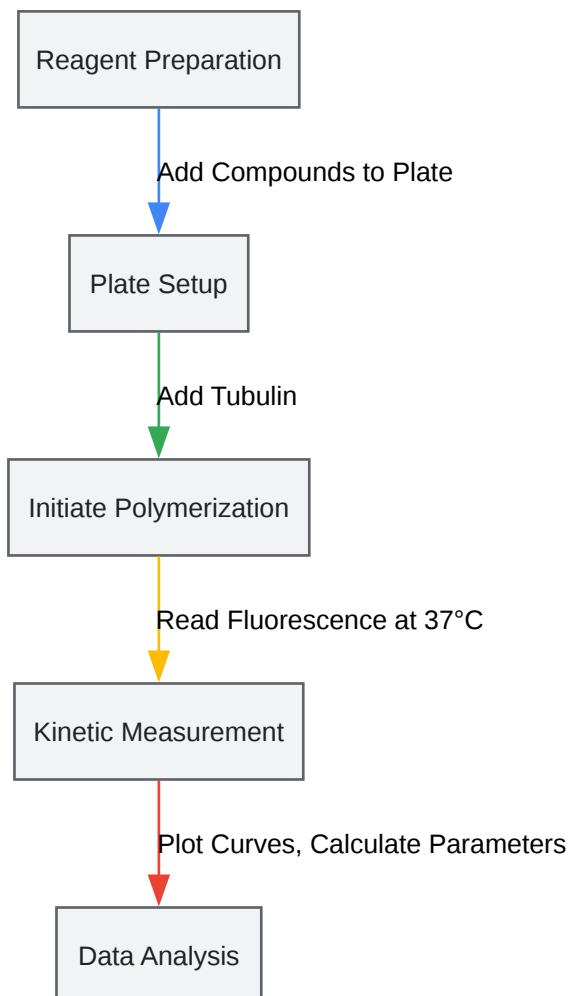 Reagent Preparation
Add Compounds to Plate
Plate Setup
Add Tubulin
Initiate Polymerization
Read Fluorescence at 37°C
Kinetic Measurement
Plot Curves, Calculate Parameters
Data Analysis